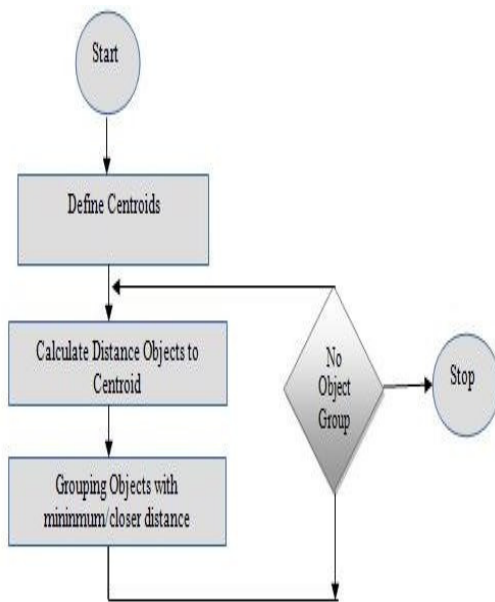 Start
Define Centroids
Calculate Distance Objects to
Centroid
No
Object
Group
Stop
Grouping Objects with
mininmum/closer distance